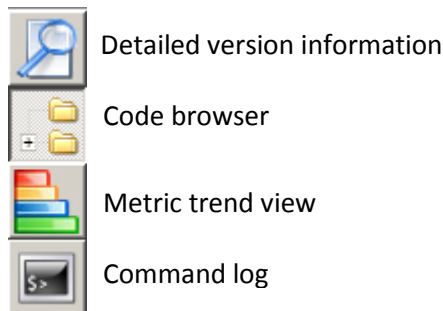 Detailed version information
Code browser
Metric trend view
$>
Command log